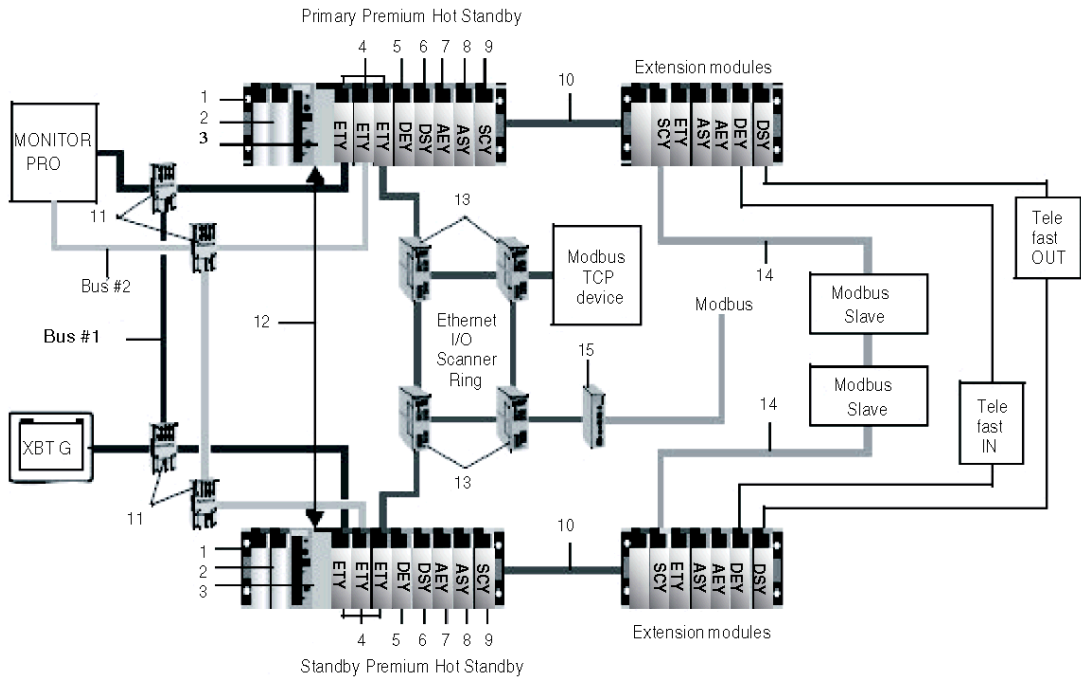 Primary Premium Hot Standby
4 5 6 7 8 9
Extension modules
10
1
2
3
ETY ETY ETY DEY DSY AEY ASY SCY
SCY ETY ASY AEY DEY DSY
MONITOR
PRO
11
13
Tele
fast
OUT
Modbus
TCP
device
14
Bus #2
Modbus
Slave
Modbus
12
Bus #1
Ethernet
I/O
Scanner
Ring
15
Modbus
Slave
Tele
fast
IN
XBT G
14
13
11
10
1
2
3
ETY ETY ETY DEY DSY AEY ASY SCY
SCY ETY ASY AEY DEY DSY
4 5 6 7 8 9
Extension modules
Standby Premium Hot Standby